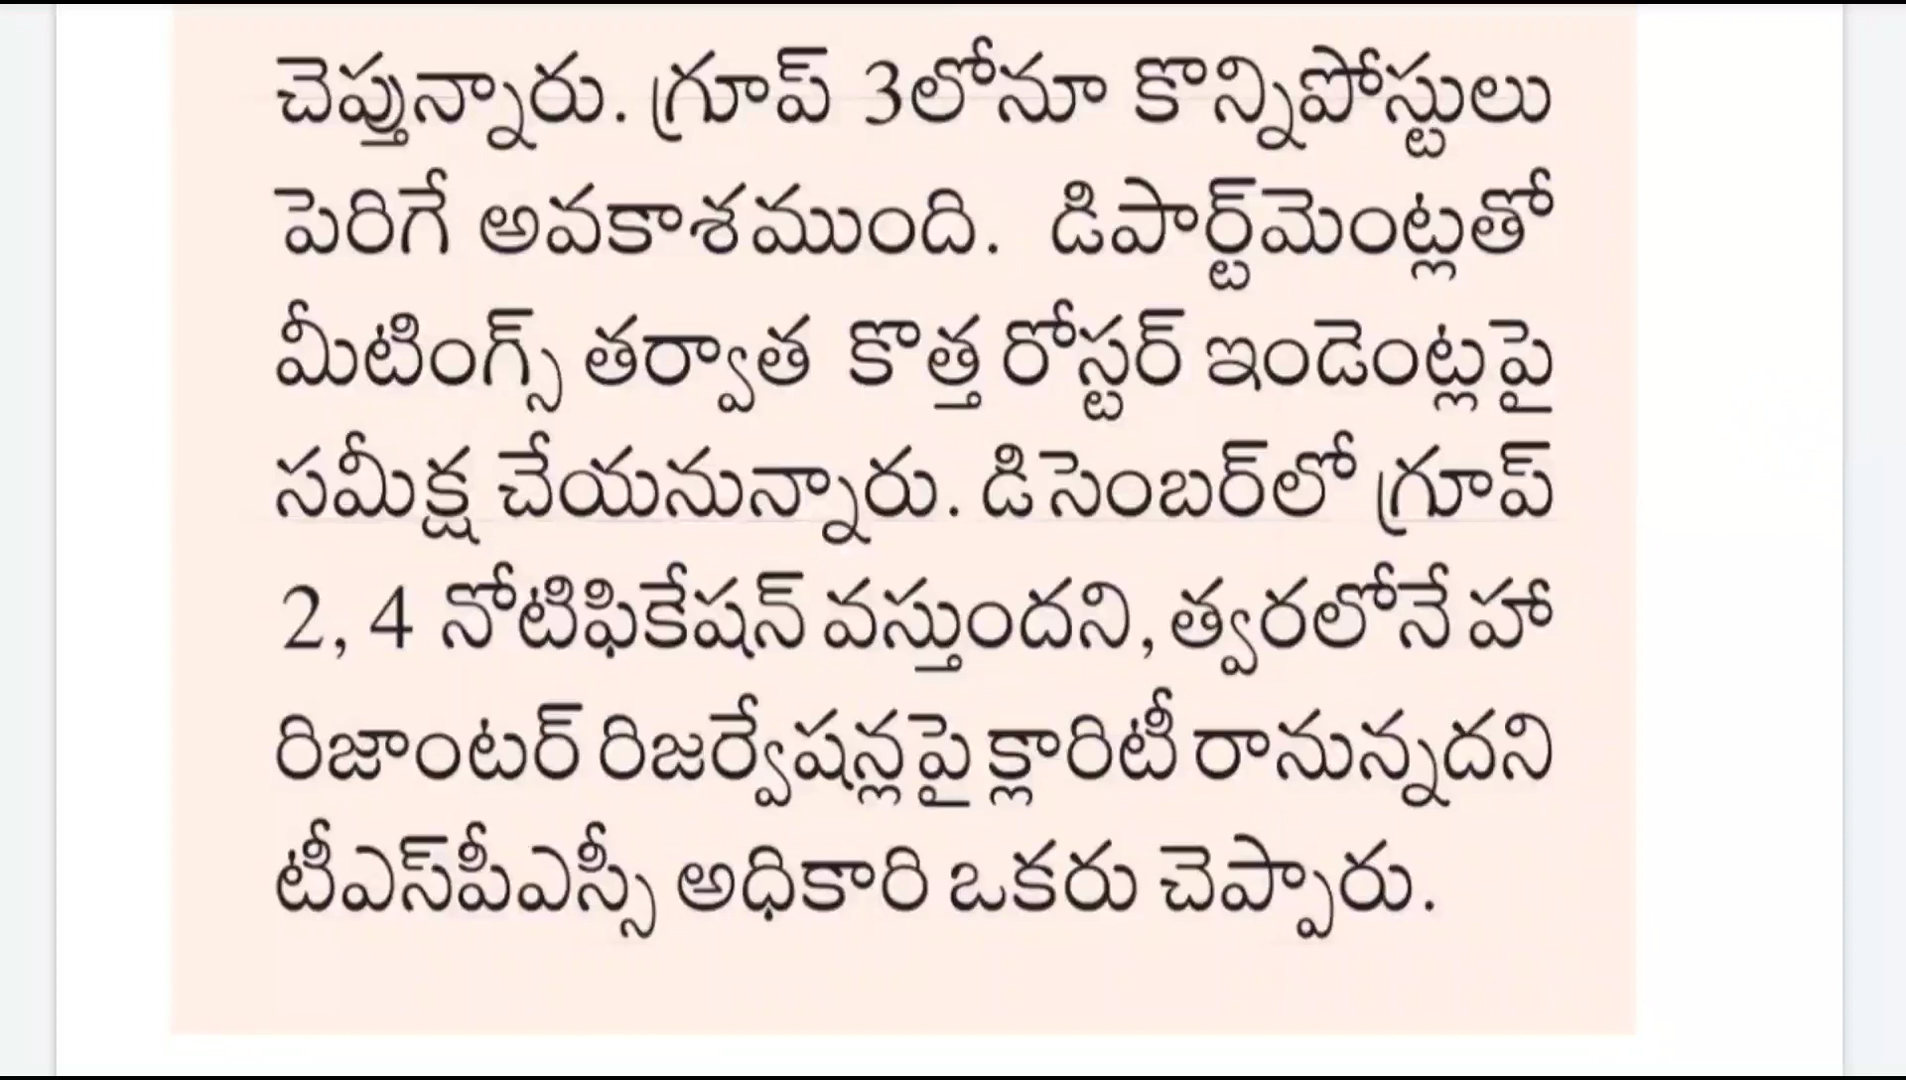 చెప్తున్నారు. గ్రూప్ 3లోనూ కొన్నిపోస్టులు
పెరిగే అవకాశముంది. డిపార్ట్‌మెంట్లతో
మీటింగ్స్ తర్వాత కొత్త రోస్టర్ ఇండెంట్లపై
సమీక్ష చేయనున్నారు. డిసెంబర్‌లో గ్రూప్
2, 4 నోటిఫికేషన్ వస్తుందని, త్వరలోనే హా
రిజాంటర్ రిజర్వేషన్లపై క్లారిటీ రానున్నదని
టీఎస్‌పీఎస్సీ అధికారి ఒకరు చెప్పారు.